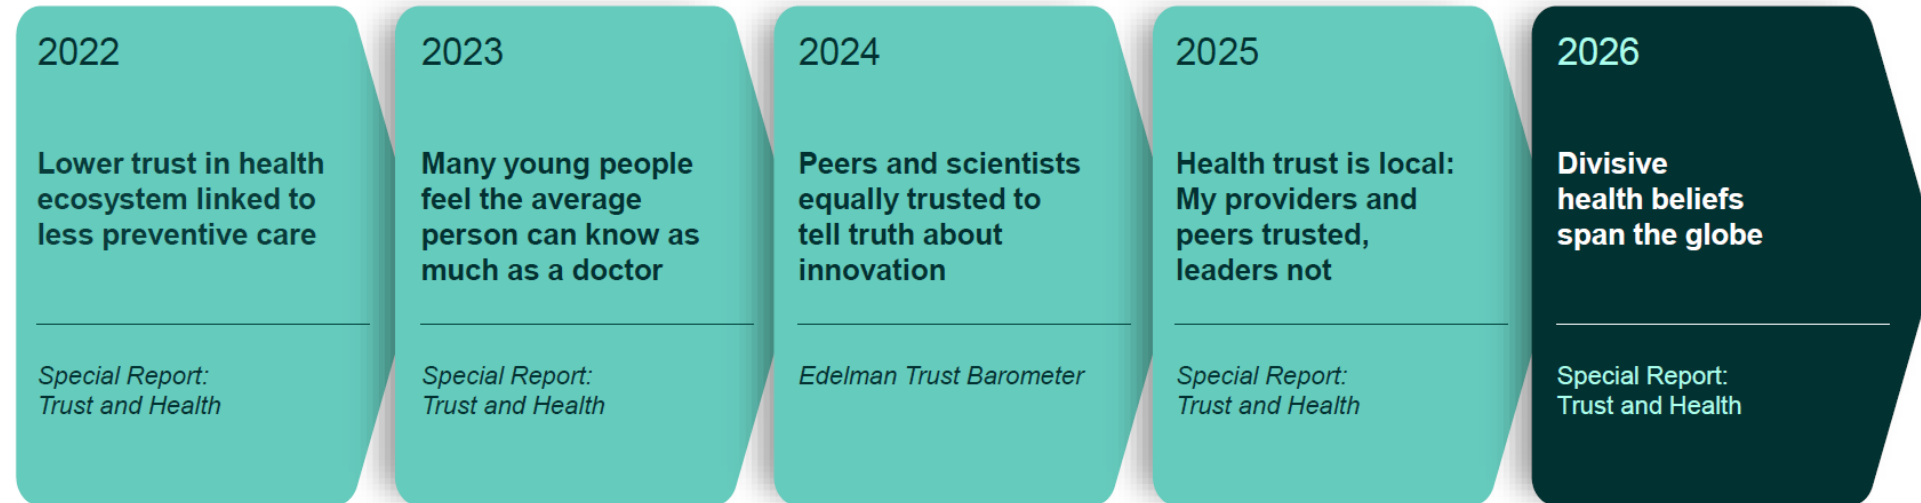 2022
Lower trust in health
ecosystem linked to
less preventive care
Special Report:
Trust and Health
2023
Many young people
feel the average
person can know as
much as a doctor
Special Report:
Trust and Health
2024
Peers and scientists
equally trusted to
tell truth about
innovation
Edelman Trust Barometer
2025
Health trust is local:
My providers and
peers trusted,
leaders not
Special Report:
Trust and Health
2026
Divisive
health beliefs
span the globe
Special Report:
Trust and Health